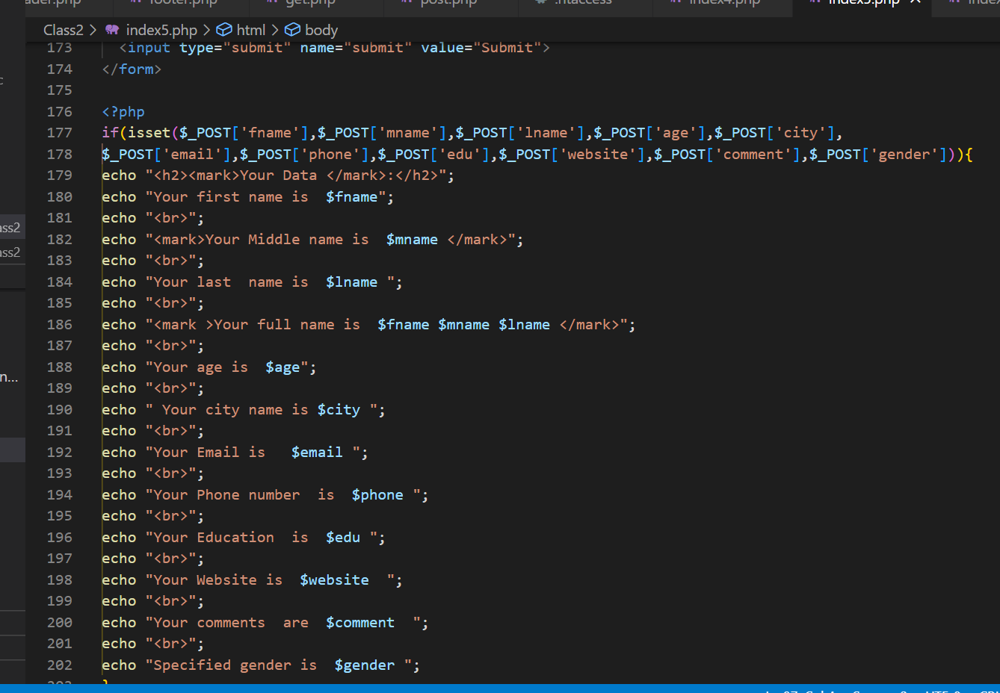 footer.php get.php post.php .htaccess index4.php index5.php
Class2 > index5.php > html > body
173 <input type="submit" name="submit" value="Submit">
174 </form>
175
176 <?php
177 if(isset($_POST['fname'],$_POST['mname'],$_POST['lname'],$_POST['age'],$_POST['city'],
178 $_POST['email'],$_POST['phone'],$_POST['edu'],$_POST['website'],$_POST['comment'],$_POST['gender'])){
179 echo "<h2><mark>Your Data </mark>:</h2>";
180 echo "Your first name is  $fname";
181 echo "<br>";
182 echo "<mark>Your Middle name is  $mname </mark>";
183 echo "<br>";
184 echo "Your last  name is  $lname ";
185 echo "<br>";
186 echo "<mark >Your full name is  $fname $mname $lname </mark>";
187 echo "<br>";
188 echo "Your age is  $age";
189 echo "<br>";
190 echo " Your city name is $city ";
191 echo "<br>";
192 echo "Your Email is   $email ";
193 echo "<br>";
194 echo "Your Phone number  is  $phone ";
195 echo "<br>";
196 echo "Your Education  is  $edu ";
197 echo "<br>";
198 echo "Your Website is  $website  ";
199 echo "<br>";
200 echo "Your comments  are  $comment  ";
201 echo "<br>";
202 echo "Specified gender is  $gender ";